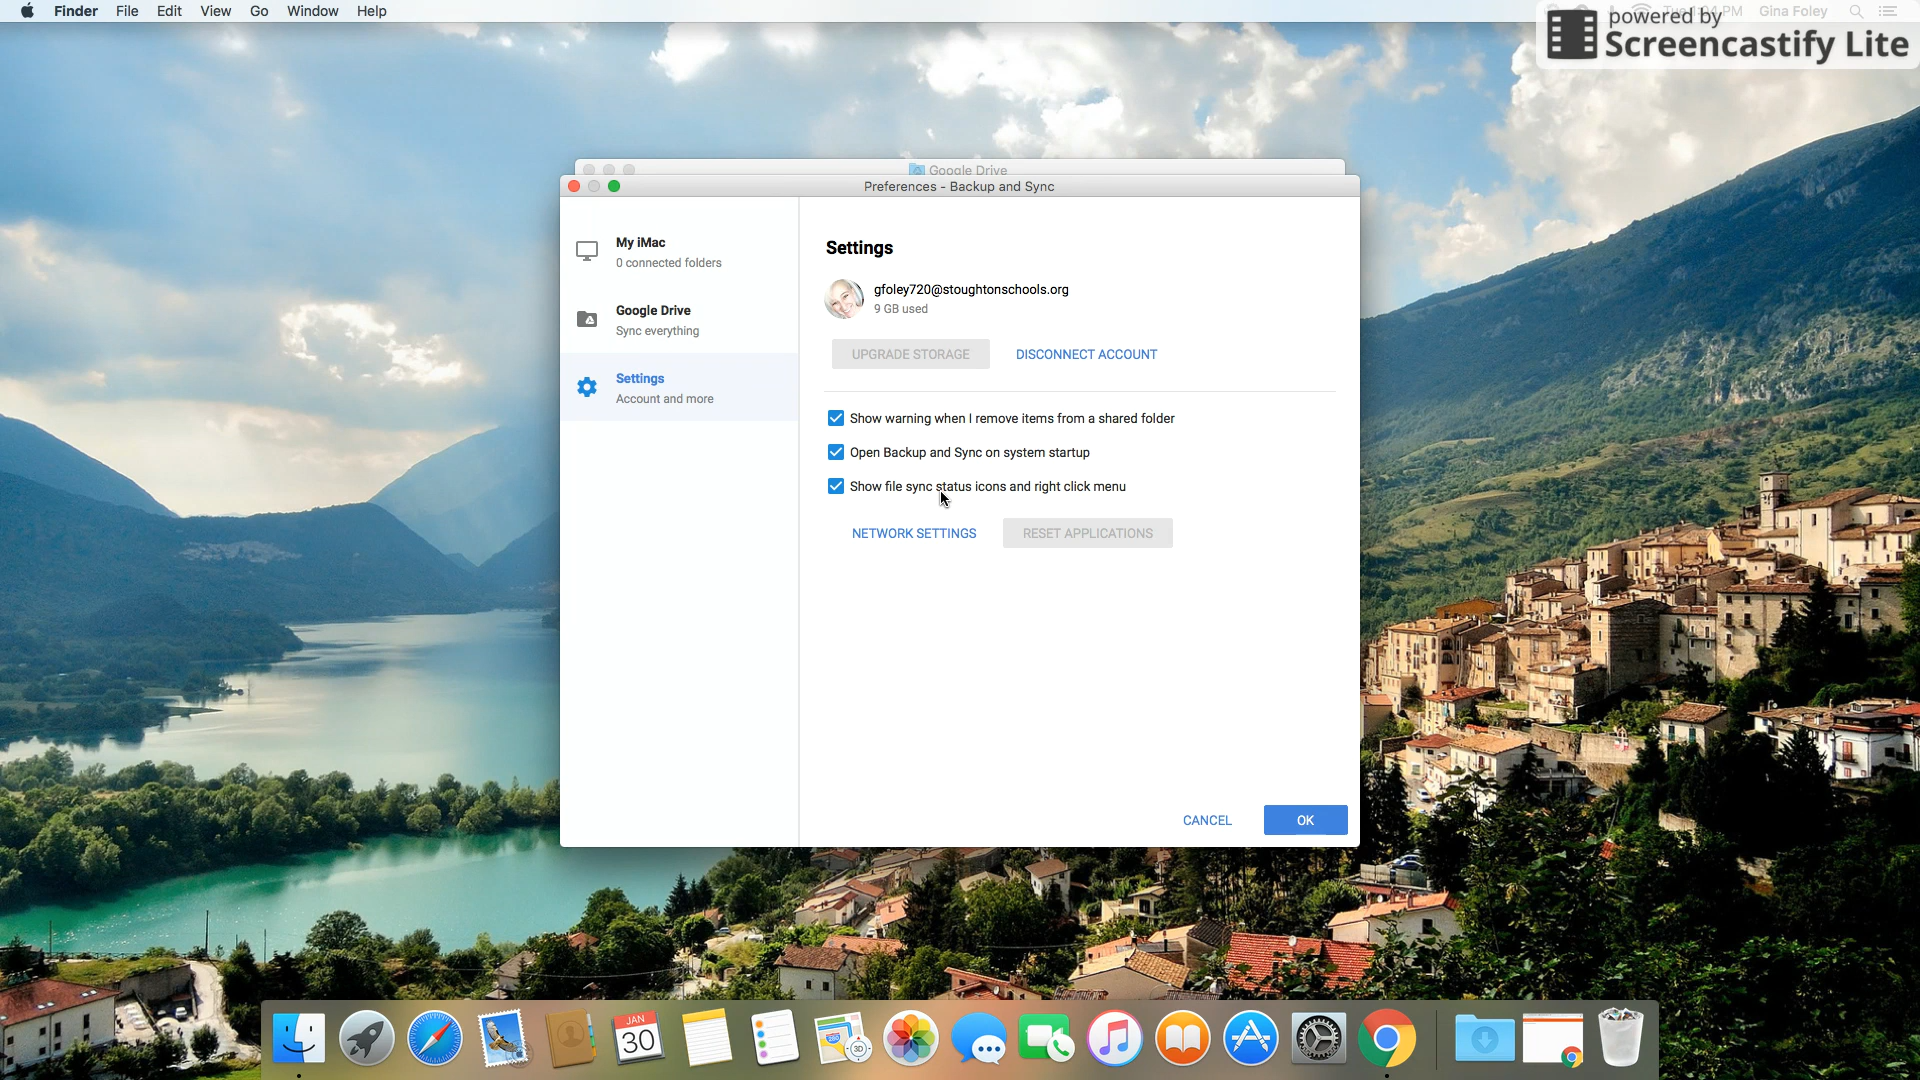 Finder File Edit View Go Window Help
PM Gina Foley
powered by
Screencastify Lite
Google Drive
Preferences - Backup and Sync
My iMac
0 connected folders
Google Drive
Sync everything
Settings
Account and more
Settings
gfoley720@stoughtonschools.org
9 GB used
UPGRADE STORAGE DISCONNECT ACCOUNT
Show warning when I remove items from a shared folder
Open Backup and Sync on system startup
Show file sync status icons and right click menu
NETWORK SETTINGS RESET APPLICATIONS
CANCEL OK
JAN
30
280
3D